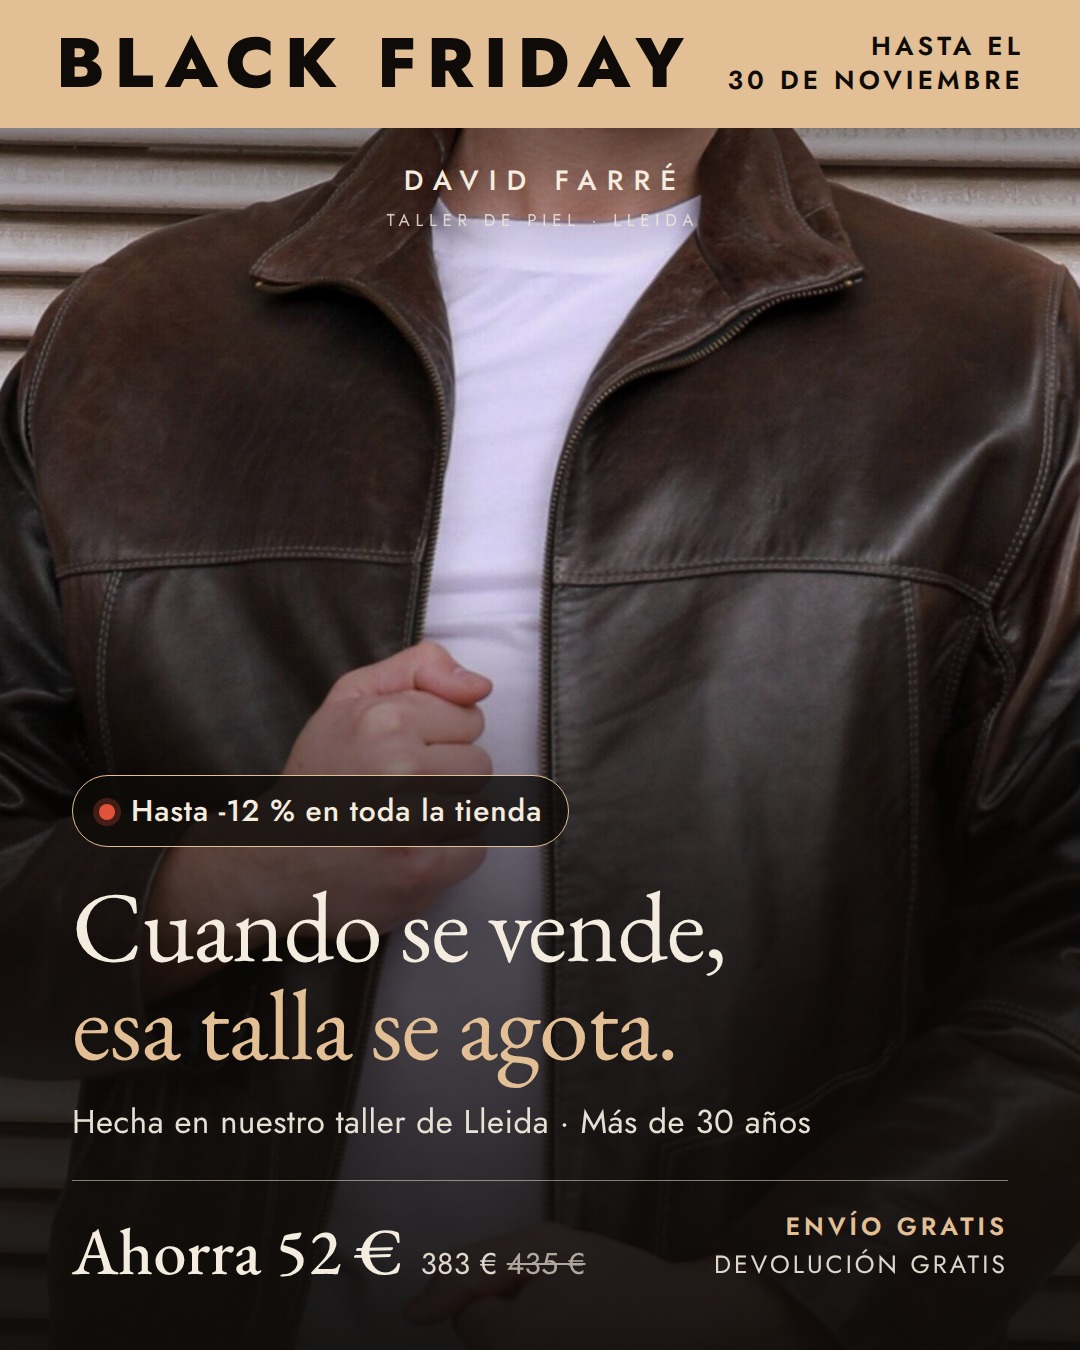 BLACK FRIDAY
HASTA EL
30 DE NOVIEMBRE
DAVID FARRÉ
TALLER DE PIEL · LLEIDA
Hasta -12 % en toda la tienda
Cuando se vende,
esa talla se agota.
Hecha en nuestro taller de Lleida · Más de 30 años
Ahorra 52 € 383 € 435 €
ENVÍO GRATIS
DEVOLUCIÓN GRATIS